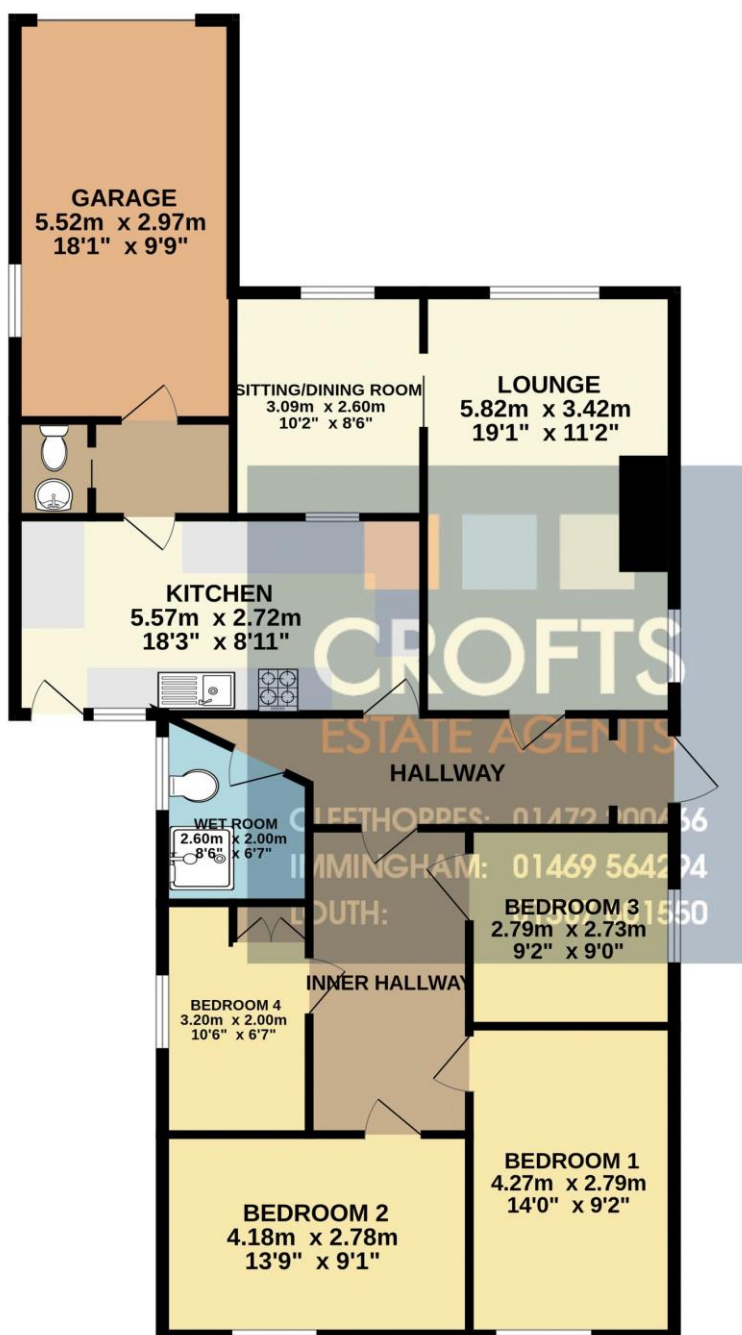 GARAGE
5.52m x 2.97m
18'1" x 9'9"
SITTING/DINING ROOM
3.09m x 2.60m
10'2" x 8'6"
LOUNGE
5.82m x 3.42m
19'1" x 11'2"
KITCHEN
5.57m x 2.72m
18'3" x 8'11"
CROFTS
ESTATE AGENTS
HALLWAY
CLEETHORPES: 01472 200666
WET ROOM
2.60m x 2.00m
8'6" x 6'7"
IMMINGHAM: 01469 564294
LOUTH:
BEDROOM 3
2.79m x 2.73m
9'2" x 9'0"
INNER HALLWAY
BEDROOM 4
3.20m x 2.00m
10'6" x 6'7"
BEDROOM 1
4.27m x 2.79m
14'0" x 9'2"
BEDROOM 2
4.18m x 2.78m
13'9" x 9'1"